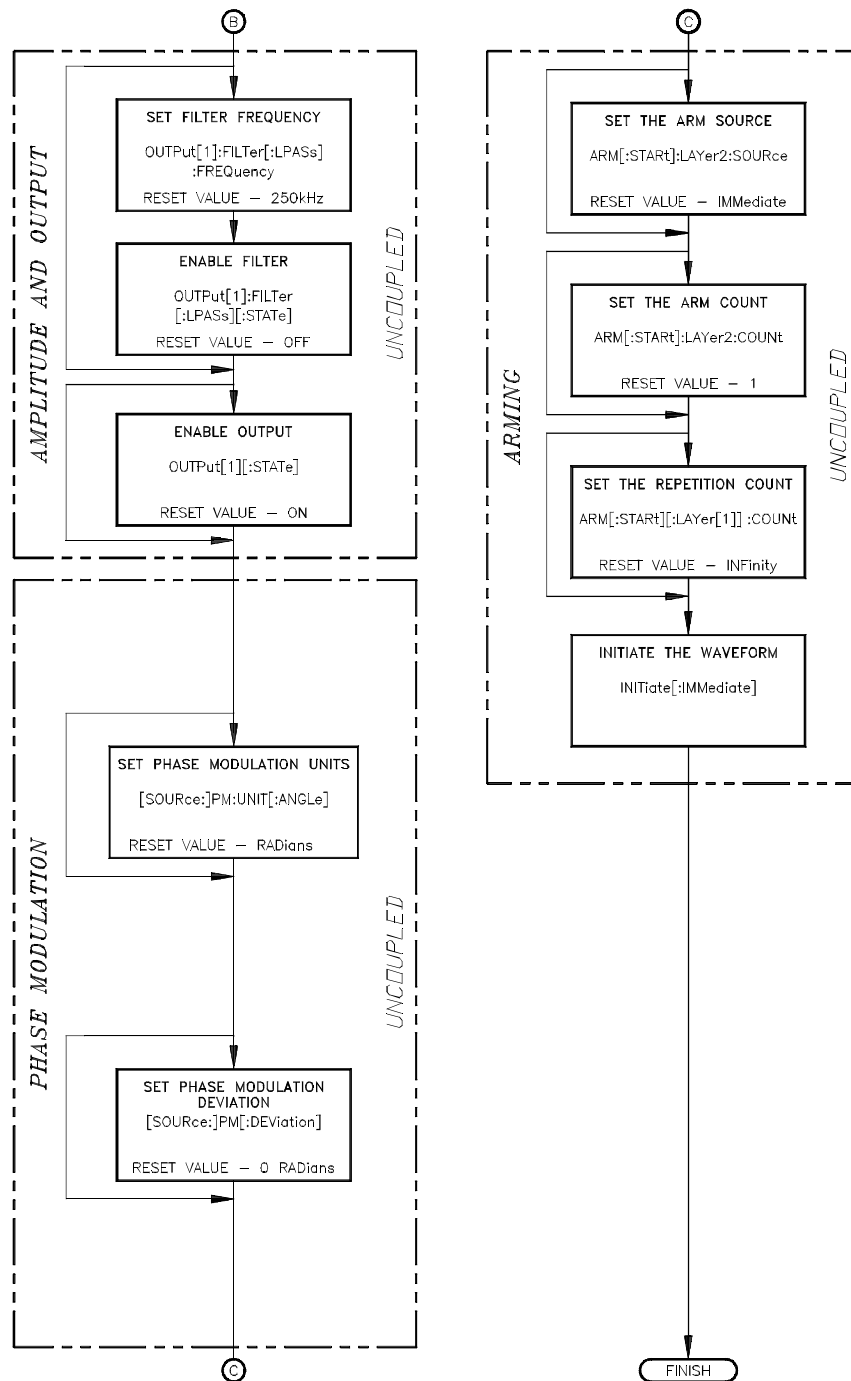 B
AMPLITUDE AND OUTPUT
SET FILTER FREQUENCY
OUTPut[1]:FILTer[:LPASs]
:FREQuency
RESET VALUE – 250kHz
ENABLE FILTER
OUTPut[1]:FILTer
[:LPASs][:STATe]
RESET VALUE – OFF
ENABLE OUTPUT
OUTPut[1][:STATe]
RESET VALUE – ON
UNCOUPLED
PHASE MODULATION
SET PHASE MODULATION UNITS
[SOURce:]PM:UNIT[:ANGLe]
RESET VALUE – RADians
SET PHASE MODULATION
DEVIATION
[SOURce:]PM[:DEViation]
RESET VALUE – 0 RADians
UNCOUPLED
C
C
ARMING
SET THE ARM SOURCE
ARM[:STARt]:LAYer2:SOURce
RESET VALUE – IMMediate
SET THE ARM COUNT
ARM[:STARt]:LAYer2:COUNt
RESET VALUE – 1
SET THE REPETITION COUNT
ARM[:STARt][:LAYer[1]] :COUNt
RESET VALUE – INFinity
INITIATE THE WAVEFORM
INITiate[:IMMediate]
UNCOUPLED
FINISH